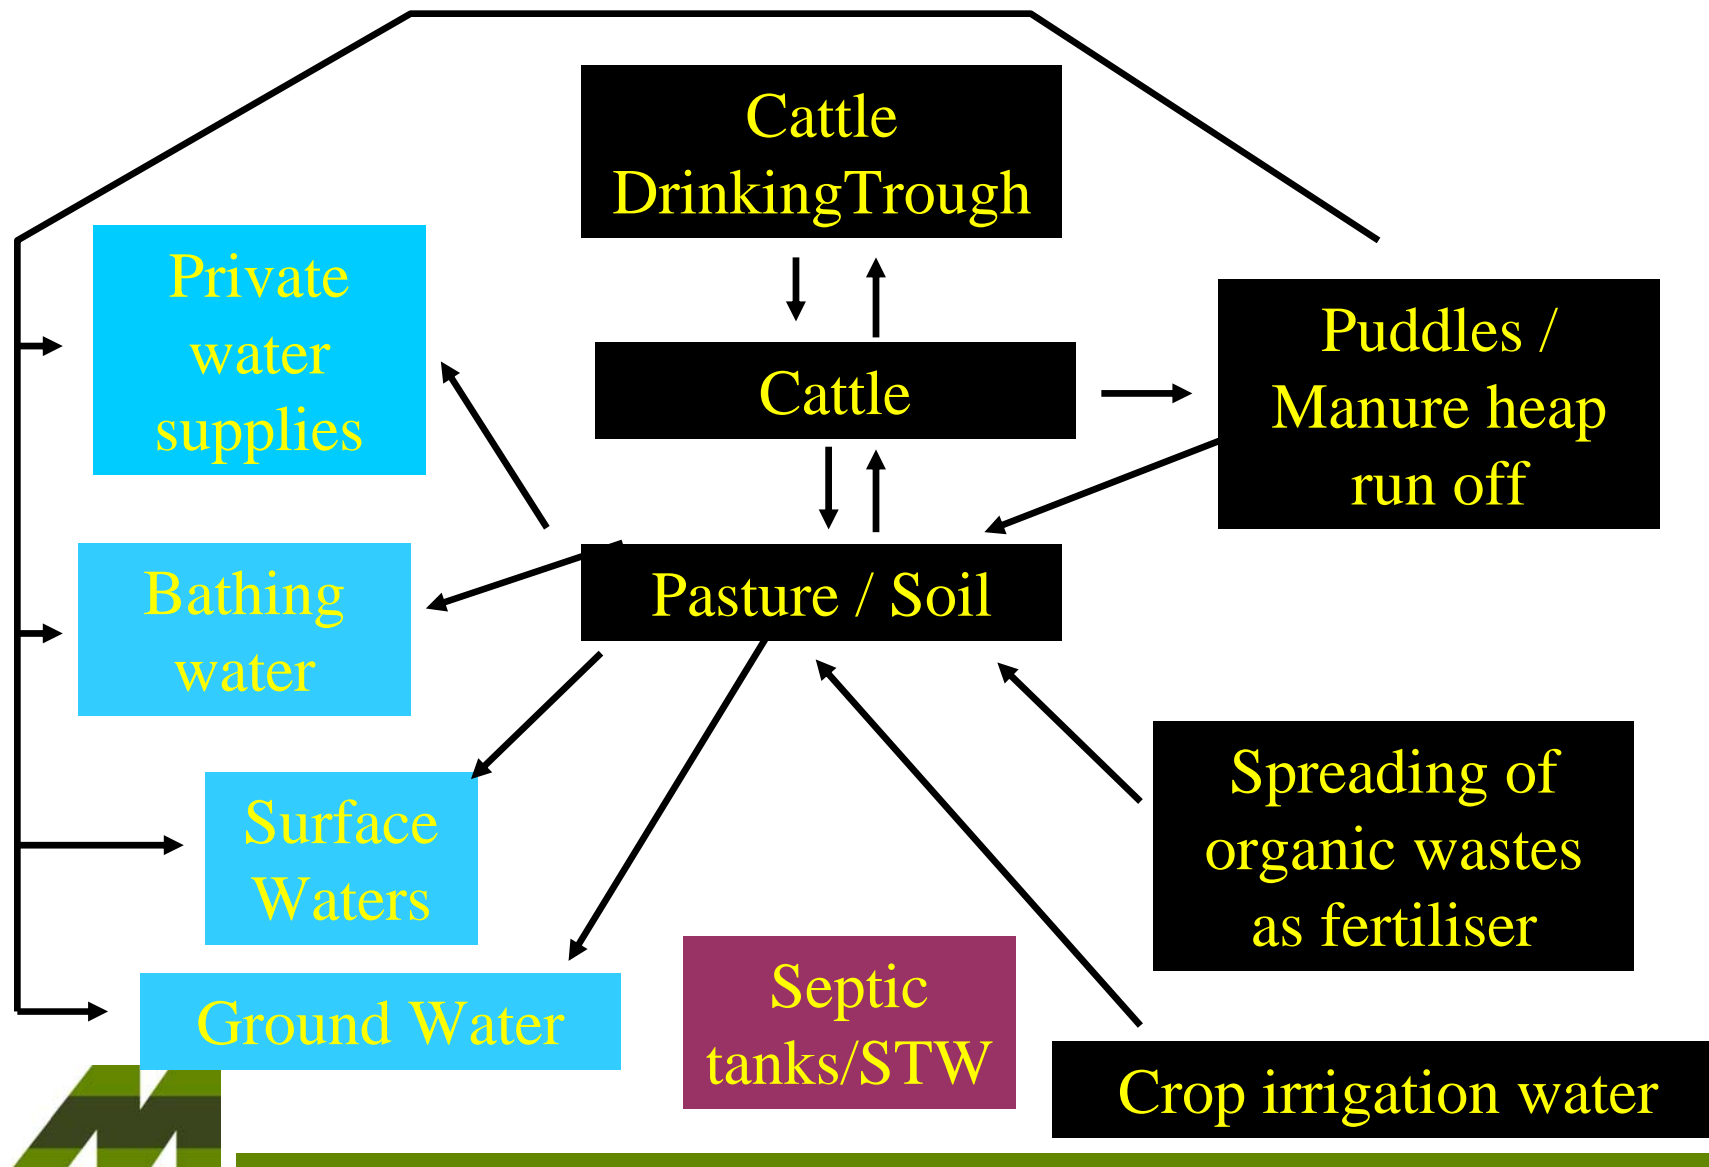 Cattle
DrinkingTrough
Private
water
supplies
Puddles /
Manure heap
run off
Cattle
Bathing
water
Pasture / Soil
Surface
Waters
Spreading of
organic wastes
as fertiliser
Ground Water
Septic
tanks/STW
Crop irrigation water